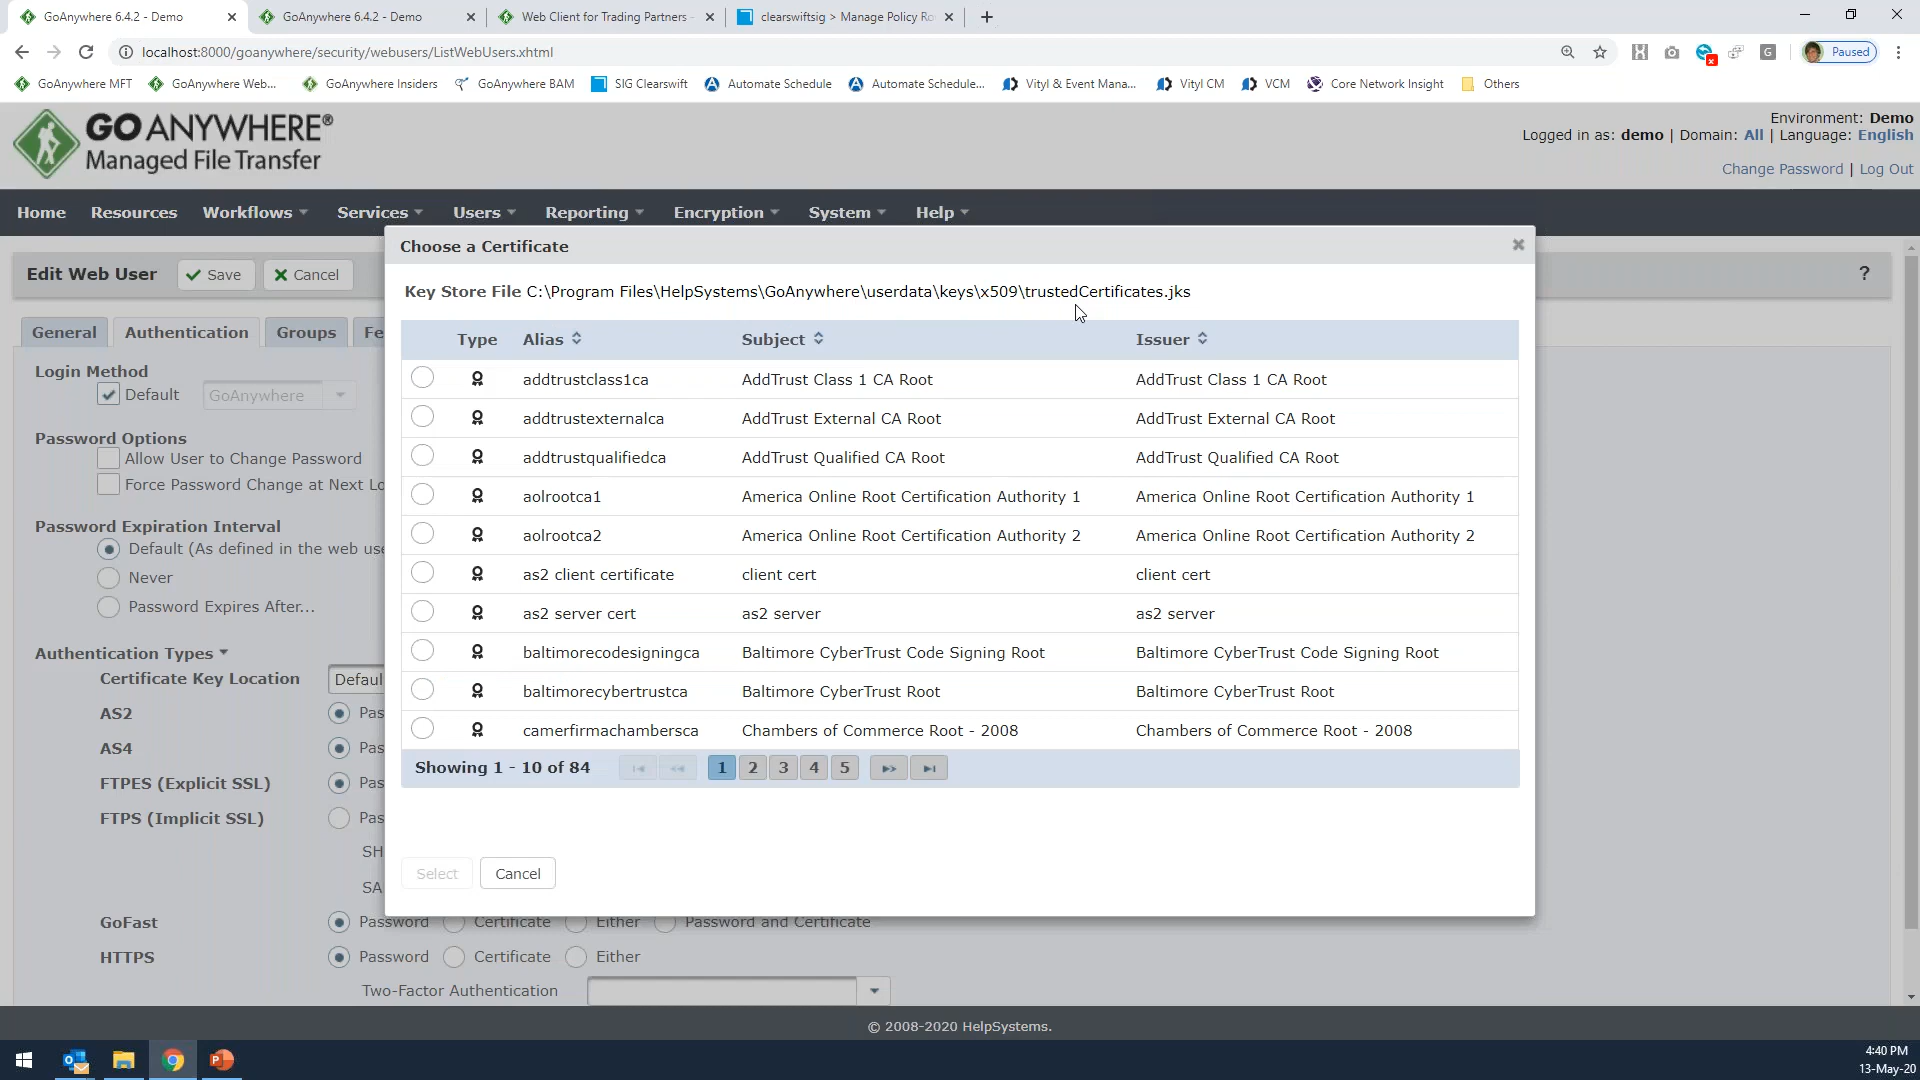 GoAnywhere 6.4.2 - Demo
GoAnywhere 6.4.2 - Demo
Web Client for Trading Partners -
clearswiftsig > Manage Policy Ro
localhost:8000/goanywhere/security/webusers/ListWebUsers.xhtml
Paused
GoAnywhere MFT
GoAnywhere Web...
GoAnywhere Insiders
GoAnywhere BAM
SIG Clearswift
Automate Schedule
Automate Schedule...
Vityl & Event Mana...
Vityl CM
VCM
Core Network Insight
Others
GO ANYWHERE®
Managed File Transfer
Environment: Demo
Logged in as: demo | Domain: All | Language: English
Change Password | Log Out
Home Resources Workflows Services Users Reporting Encryption System Help
Edit Web User Save Cancel ?
General Authentication Groups Fe
Login Method
Default GoAnywhere
Password Options
Allow User to Change Password
Force Password Change at Next Lo
Password Expiration Interval
Default (As defined in the web use
Never
Password Expires After...
Authentication Types
Certificate Key Location Defaul
AS2 Pas
AS4 Pas
FTPES (Explicit SSL) Pas
FTPS (Implicit SSL) Pas
SH
SA
GoFast Password Certificate Either Password and Certificate
HTTPS Password Certificate Either
Two-Factor Authentication
Choose a Certificate
Key Store File C:\Program Files\HelpSystems\GoAnywhere\userdata\keys\x509\trustedCertificates.jks
Type Alias Subject Issuer
addtrustclass1ca AddTrust Class 1 CA Root AddTrust Class 1 CA Root
addtrustexternalca AddTrust External CA Root AddTrust External CA Root
addtrustqualifiedca AddTrust Qualified CA Root AddTrust Qualified CA Root
aolrootca1 America Online Root Certification Authority 1 America Online Root Certification Authority 1
aolrootca2 America Online Root Certification Authority 2 America Online Root Certification Authority 2
as2 client certificate client cert client cert
as2 server cert as2 server as2 server
baltimorecodesigningca Baltimore CyberTrust Code Signing Root Baltimore CyberTrust Code Signing Root
baltimorecybertrustca Baltimore CyberTrust Root Baltimore CyberTrust Root
camerfirmachambersca Chambers of Commerce Root - 2008 Chambers of Commerce Root - 2008
Showing 1 - 10 of 84 1 2 3 4 5
Select Cancel
© 2008-2020 HelpSystems.
4:40 PM
13-May-20